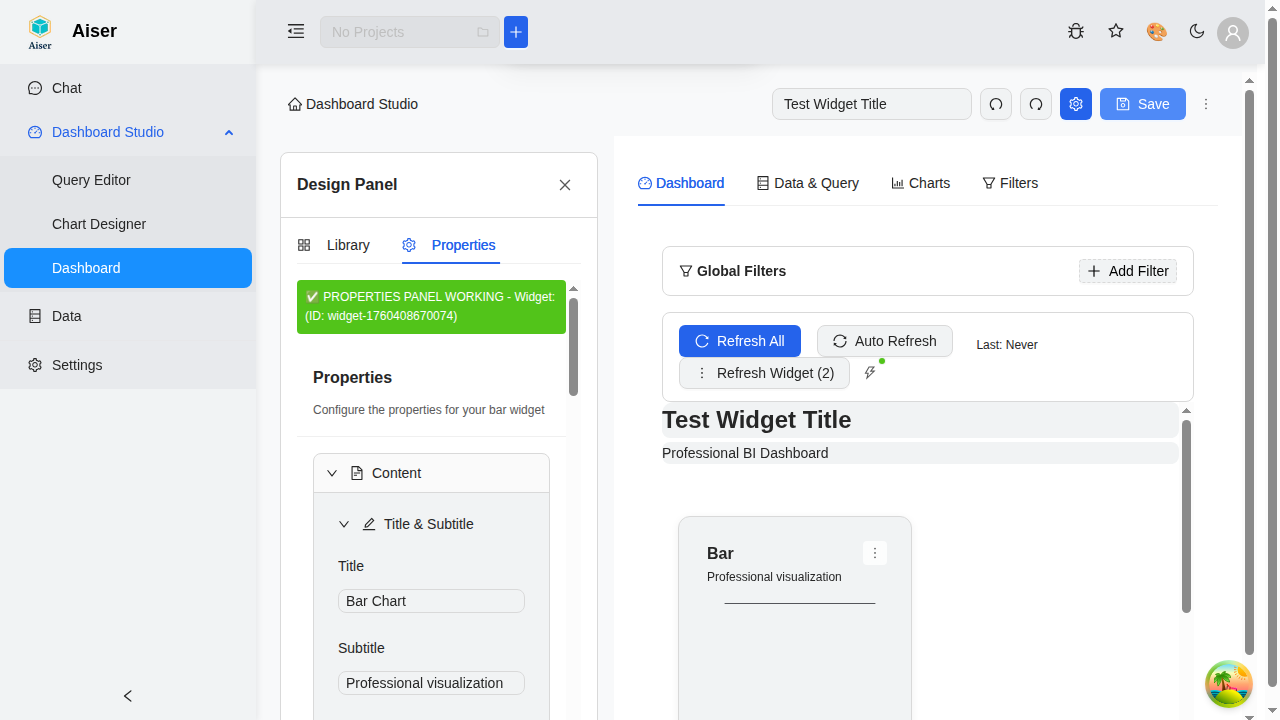 Aiser
Aiser
No Projects
Chat
Dashboard Studio
Query Editor
Chart Designer
Dashboard
Data
Settings
Dashboard Studio
Test Widget Title
Save
Design Panel
Library
Properties
✅ PROPERTIES PANEL WORKING - Widget:
(ID: widget-1760408670074)
Properties
Configure the properties for your bar widget
Content
Title & Subtitle
Title
Bar Chart
Subtitle
Professional visualization
Dashboard
Data & Query
Charts
Filters
Global Filters
Add Filter
Refresh All
Auto Refresh
Last: Never
Refresh Widget (2)
Test Widget Title
Professional BI Dashboard
Bar
Professional visualization